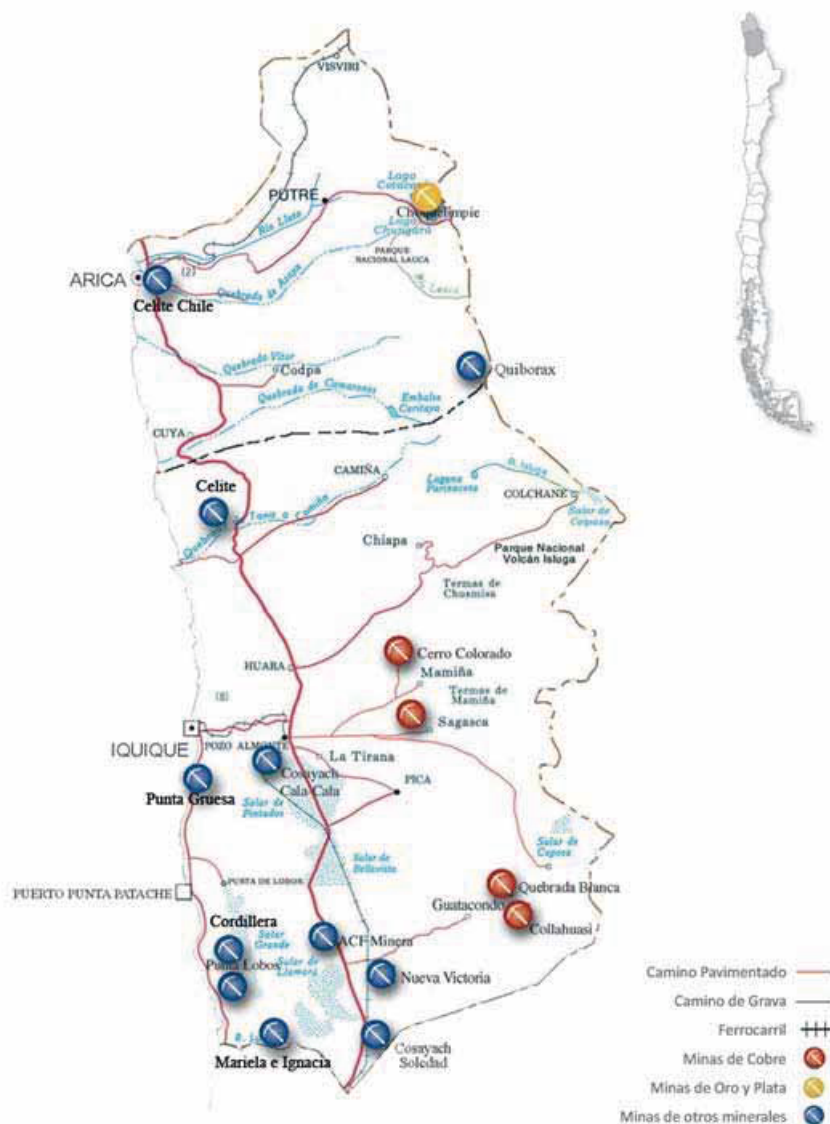 VISVIRI
Lago
PUTRE
Choquelimpie
Río Lluta
Lago
Chungará
PARQUE
NACIONAL LAUCA
Lauca
ARICA
(2)
Quebrada de Azapa
Celite Chile
Quebrada Vitor
Codpa
Quiborax
Quebrada de Camarones
Embalse
Caritaya
CUYA
CAMIÑA
R. Isluga
Laguna
Parinacota
COLCHANE
Celite
Salar de
Coipasa
Quebrada de Tana o Camiña
Chiapa
Parque Nacional
Volcán Isluga
Termas de
Chusmisa
Cerro Colorado
HUARA
Mamiña
Termas de
Mamiña
(8)
Sagasca
IQUIQUE
POZO ALMONTE
La Tirana
Cosayach
Cala Cala
PICA
Punta Gruesa
Salar de
Pintados
Salar de
Coposa
Salar de
Bellavista
PUNTA DE LOBOS
Quebrada Blanca
PUERTO PUNTA PATACHE
Guatacondo
Collahuasi
Cordillera
Salar
Grande
ACF Minera
Punta Lobos
Salar de
Llamara
Nueva Victoria
Mariela e Ignacia
Cosayach
Soledad
Camino Pavimentado
Camino de Grava
Ferrocarril
Minas de Cobre
Minas de Oro y Plata
Minas de otros minerales